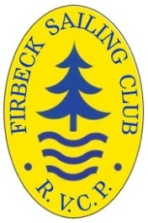 FIRBECK SAILING CLUB
• R.V.C.P. •